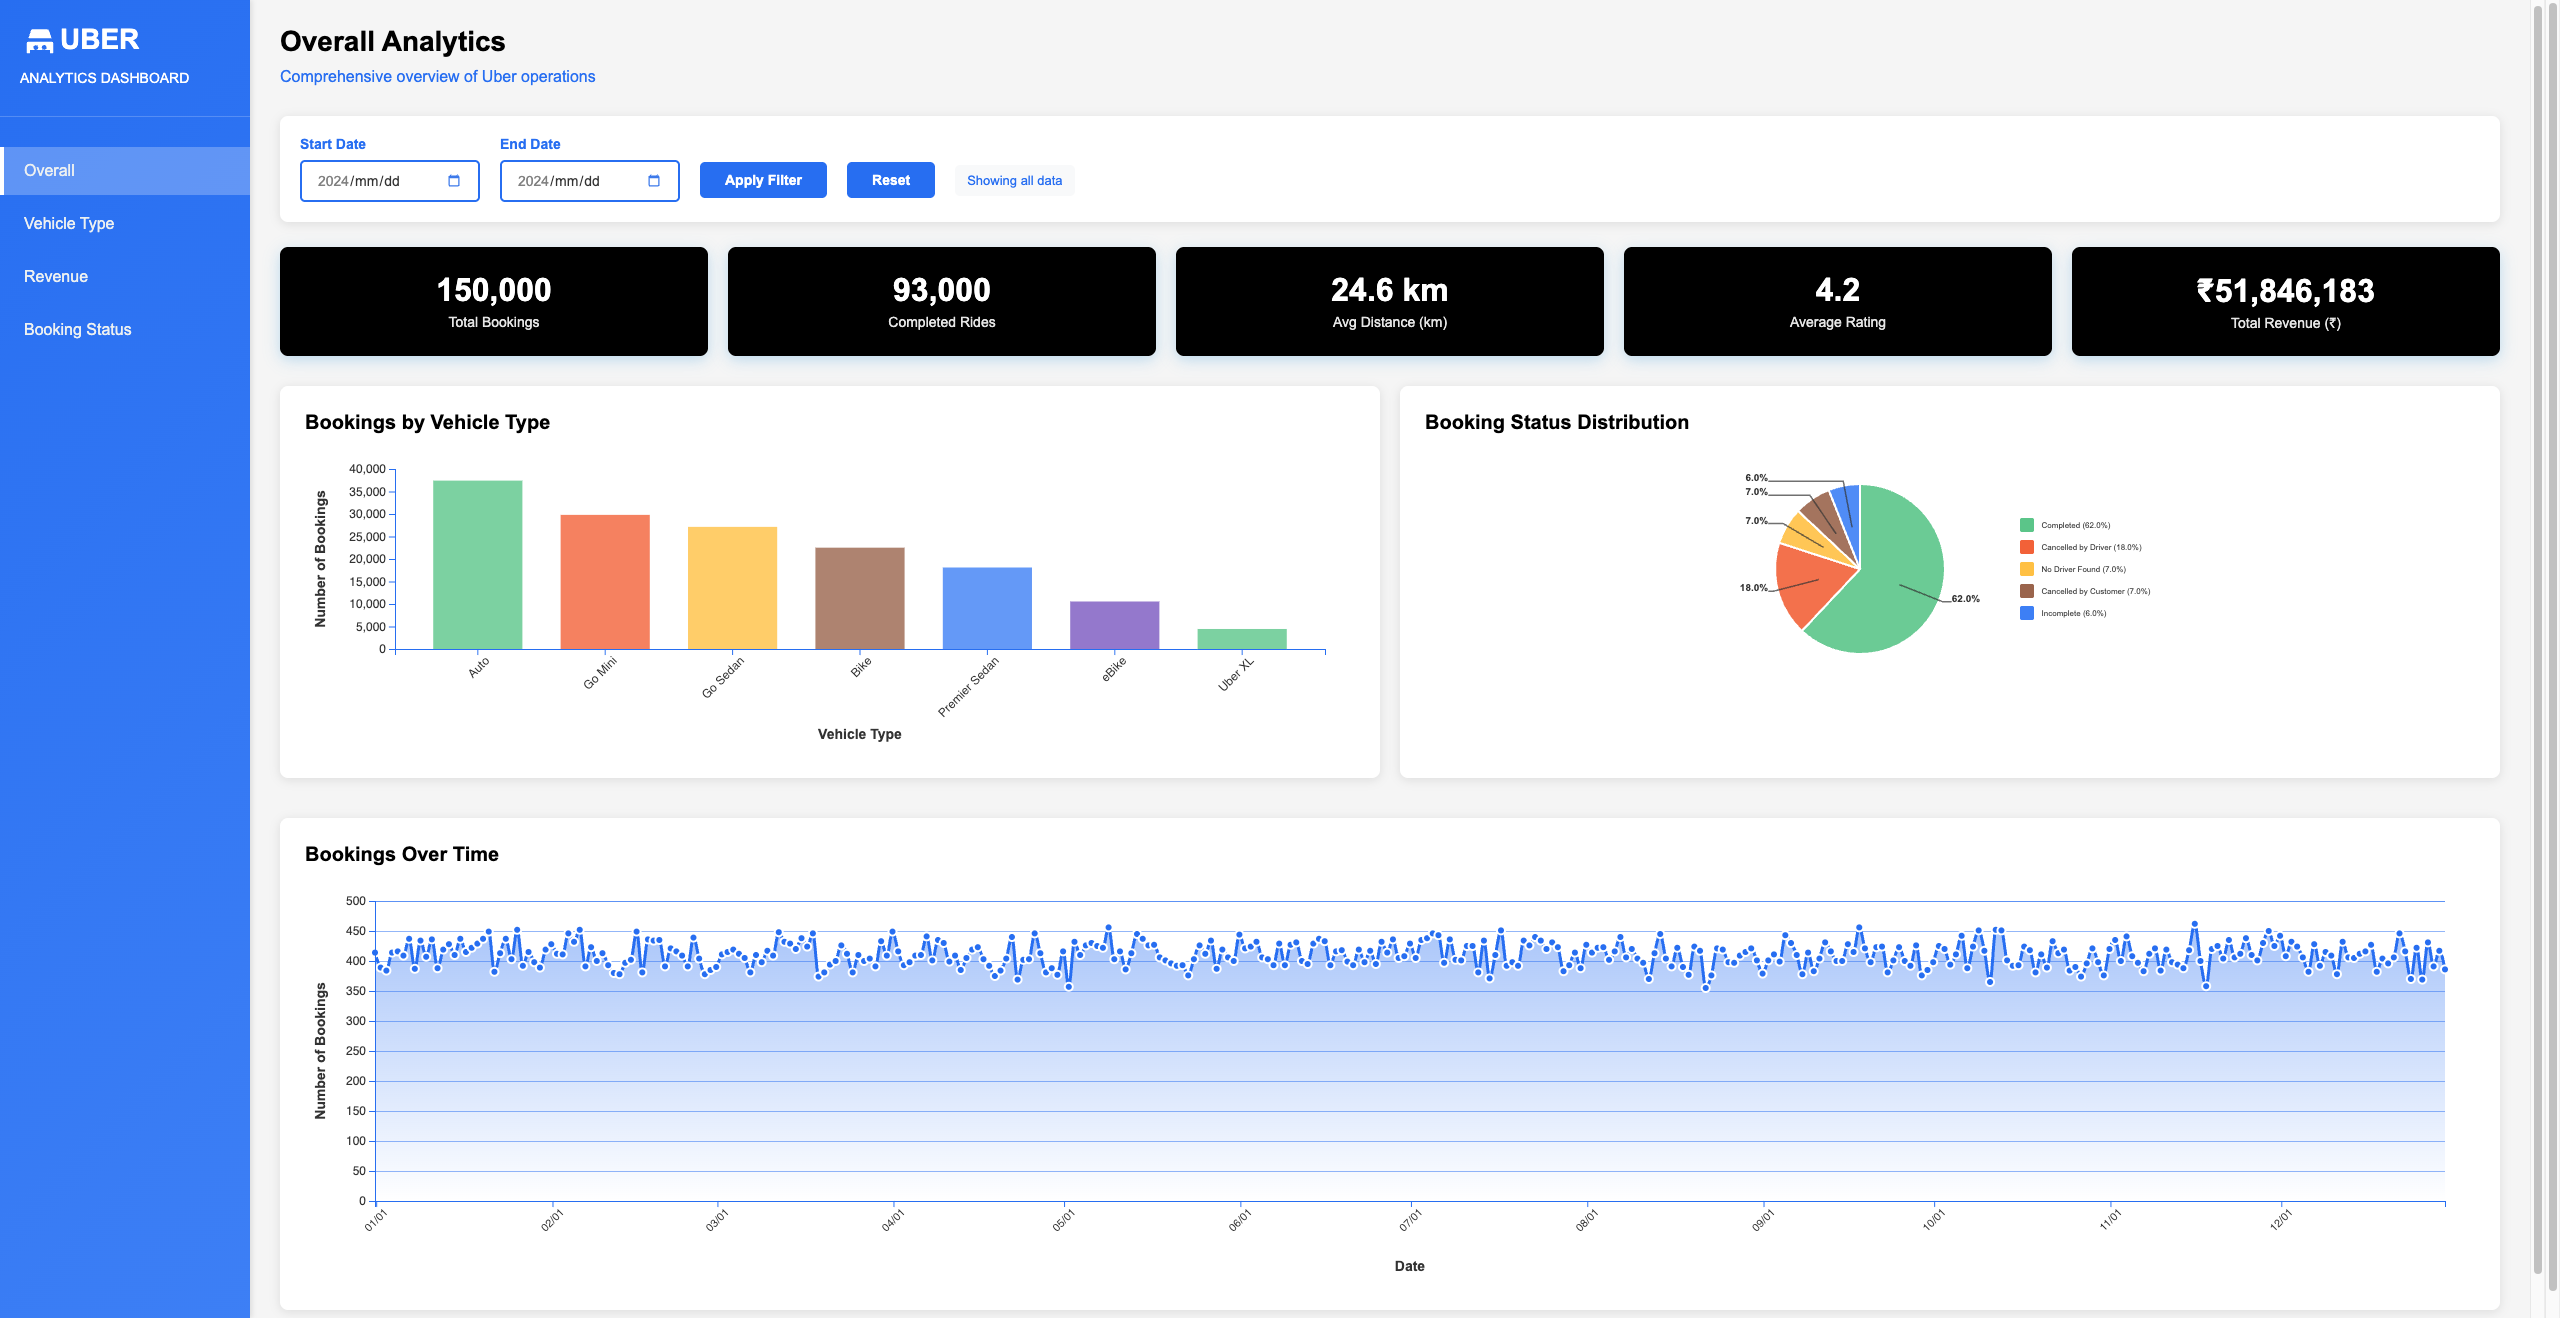 UBER
ANALYTICS DASHBOARD
Overall
Vehicle Type
Revenue
Booking Status
Overall Analytics
Comprehensive overview of Uber operations
Start Date
End Date
2024/mm/dd
2024/mm/dd
Apply Filter
Reset
Showing all data
150,000
Total Bookings
93,000
Completed Rides
24.6 km
Avg Distance (km)
4.2
Average Rating
₹51,846,183
Total Revenue (₹)
Bookings by Vehicle Type
Number of Bookings
40,000
35,000
30,000
25,000
20,000
15,000
10,000
5,000
0
Auto
Go Mini
Go Sedan
Bike
Premier Sedan
eBike
Uber XL
Vehicle Type
Booking Status Distribution
6.0%
7.0%
7.0%
18.0%
62.0%
Completed (62.0%)
Cancelled by Driver (18.0%)
No Driver Found (7.0%)
Cancelled by Customer (7.0%)
Incomplete (6.0%)
Bookings Over Time
Number of Bookings
500
450
400
350
300
250
200
150
100
50
0
01/01
02/01
03/01
04/01
05/01
06/01
07/01
08/01
09/01
10/01
11/01
12/01
Date